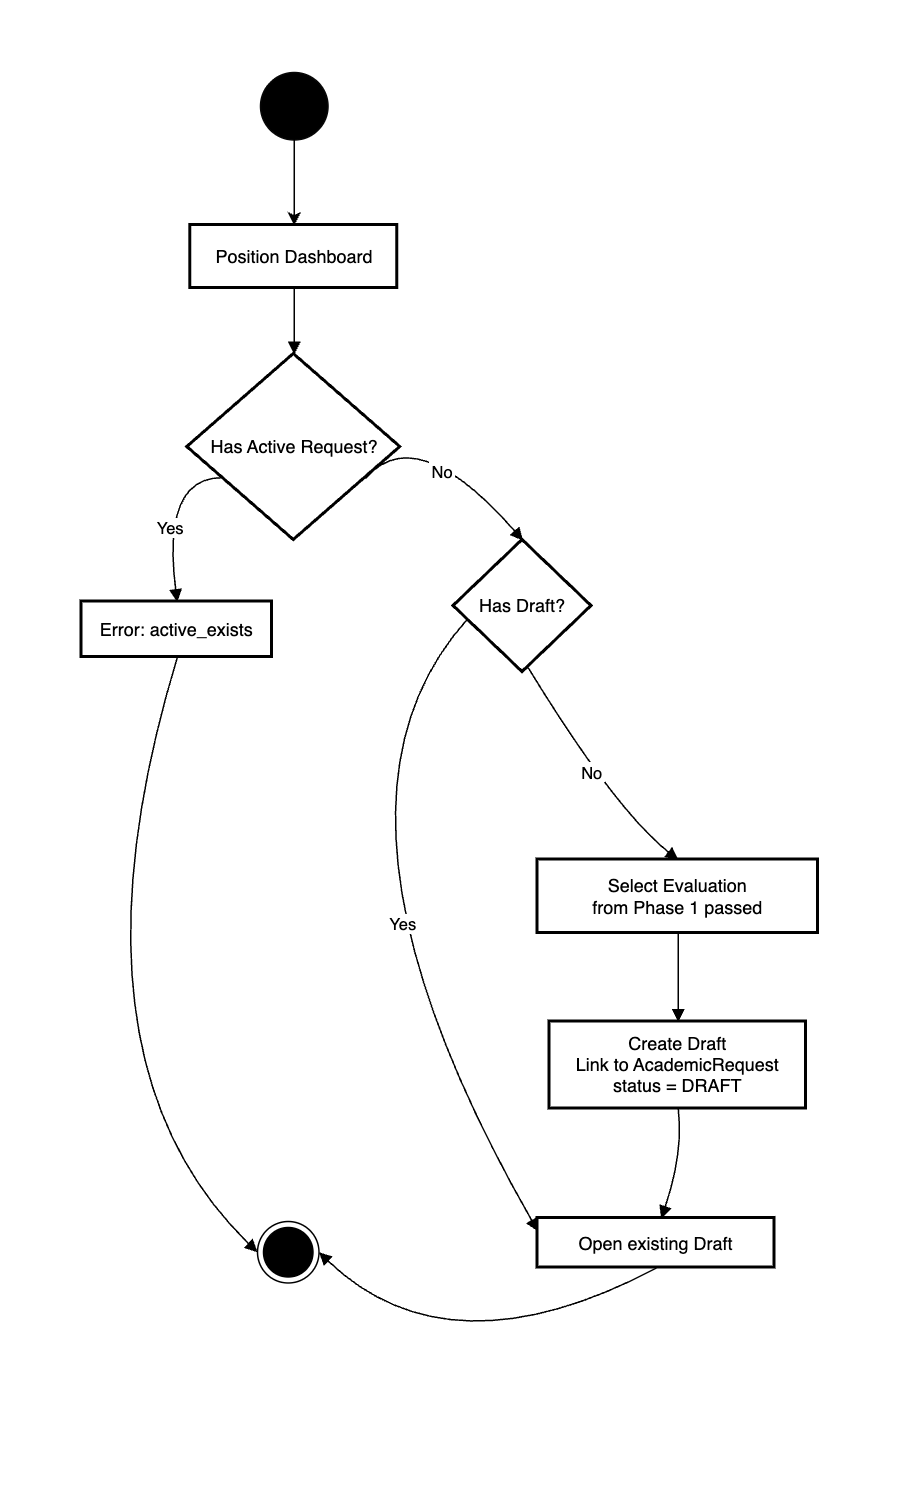 Position Dashboard
Has Active Request?
No
Yes
Has Draft?
Error: active_exists
No
Select Evaluation
from Phase 1 passed
Yes
Create Draft
Link to AcademicRequest
status = DRAFT
Open existing Draft